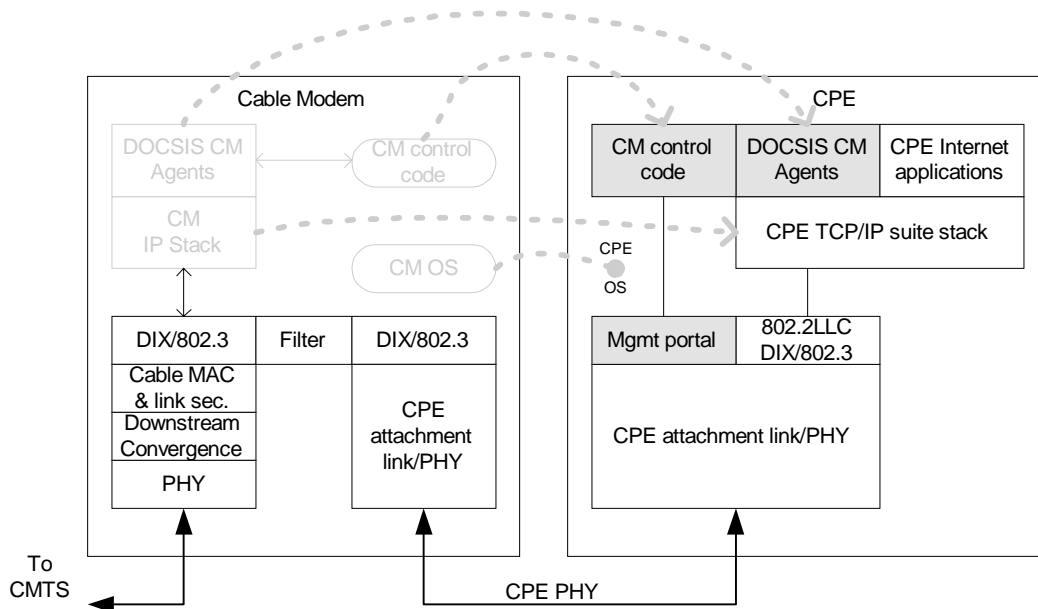 Cable Modem
CPE
DOCSIS CM
Agents
CM control
code
CM control
code
DOCSIS CM
Agents
CPE Internet
applications
CM
IP Stack
CPE TCP/IP suite stack
CM OS
CPE
OS
DIX/802.3
Filter
DIX/802.3
Mgmt portal
802.2LLC
DIX/802.3
Cable MAC
& link sec.
Downstream
Convergence
PHY
CPE
attachment
link/PHY
CPE attachment link/PHY
To
CMTS
CPE PHY